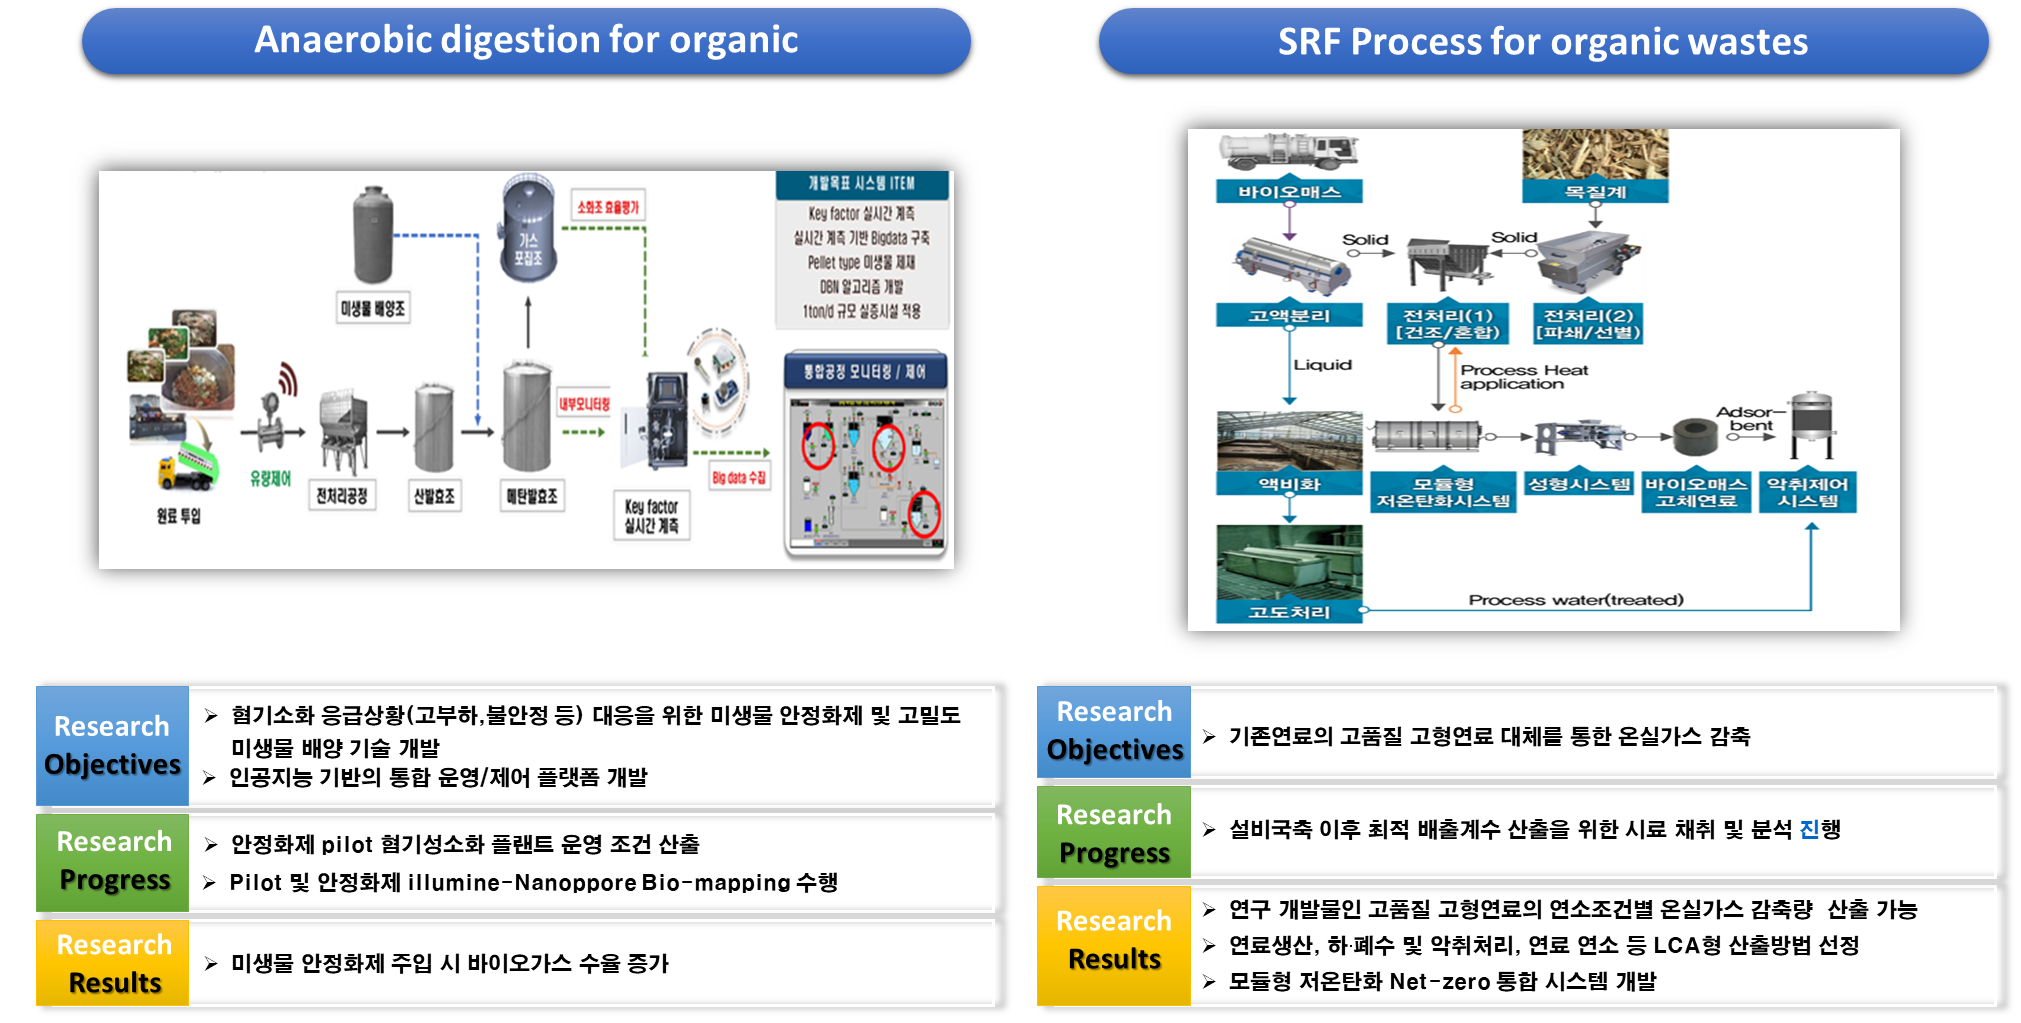 Anaerobic digestion for organic
개발목표 시스템 ITEM
Key factor 실시간 계측
실시간 계측 기반 Bigdata 구축
Pellet type 미생물 제재
DBN 알고리즘 개발
1ton/d 규모 실증시설 적용
소화조 효율평가
가스
포집조
미생물 배양조
통합공정 모니터링 / 제어
내부모니터링
유량제어
원료 투입
전처리공정
산발효조
메탄발효조
Key factor
실시간 계측
Big data 수집
Research
Objectives
➢ 혐기소화 응급상황(고부하,불안정 등) 대응을 위한 미생물 안정화제 및 고밀도
미생물 배양 기술 개발
➢ 인공지능 기반의 통합 운영/제어 플랫폼 개발
Research
Progress
➢ 안정화제 pilot 혐기성소화 플랜트 운영 조건 산출
➢ Pilot 및 안정화제 illumine-Nanoppore Bio-mapping 수행
Research
Results
➢ 미생물 안정화제 주입 시 바이오가스 수율 증가
SRF Process for organic wastes
바이오매스
목질계
Solid
Solid
고액분리
전처리(1)
[건조/혼합]
전처리(2)
[파쇄/선별]
Liquid
Process Heat
application
Adsor-
bent
액비화
모듈형
저온탄화시스템
성형시스템
바이오매스
고체연료
악취제어
시스템
고도처리
Process water(treated)
Research
Objectives
➢ 기존연료의 고품질 고형연료 대체를 통한 온실가스 감축
Research
Progress
➢ 설비국축 이후 최적 배출계수 산출을 위한 시료 채취 및 분석 진행
Research
Results
➢ 연구 개발물인 고품질 고형연료의 연소조건별 온실가스 감축량 산출 가능
➢ 연료생산, 하·폐수 및 악취처리, 연료 연소 등 LCA형 산출방법 선정
➢ 모듈형 저온탄화 Net-zero 통합 시스템 개발